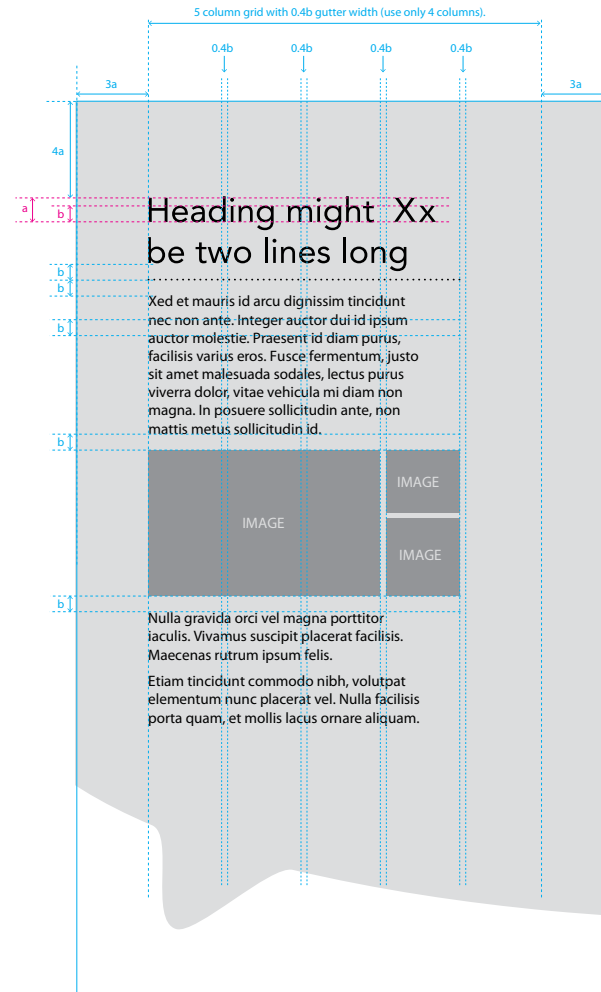 5 column grid with 0.4b gutter width (use only 4 columns).
0.4b 0.4b 0.4b 0.4b
3a 3a
4a
a
b
Heading might Xx
be two lines long
b
b
Xed et mauris id arcu dignissim tincidunt
nec non ante. Integer auctor dui id ipsum
b
auctor molestie. Praesent id diam purus,
facilisis varius eros. Fusce fermentum, justo
sit amet malesuada sodales, lectus purus
viverra dolor, vitae vehicula mi diam non
magna. In posuere sollicitudin ante, non
mattis metus sollicitudin id.
b
IMAGE
IMAGE
IMAGE
b
Nulla gravida orci vel magna porttitor
iaculis. Vivamus suscipit placerat facilisis.
Maecenas rutrum ipsum felis.
Etiam tincidunt commodo nibh, volutpat
elementum nunc placerat vel. Nulla facilisis
porta quam, et mollis lacus ornare aliquam.